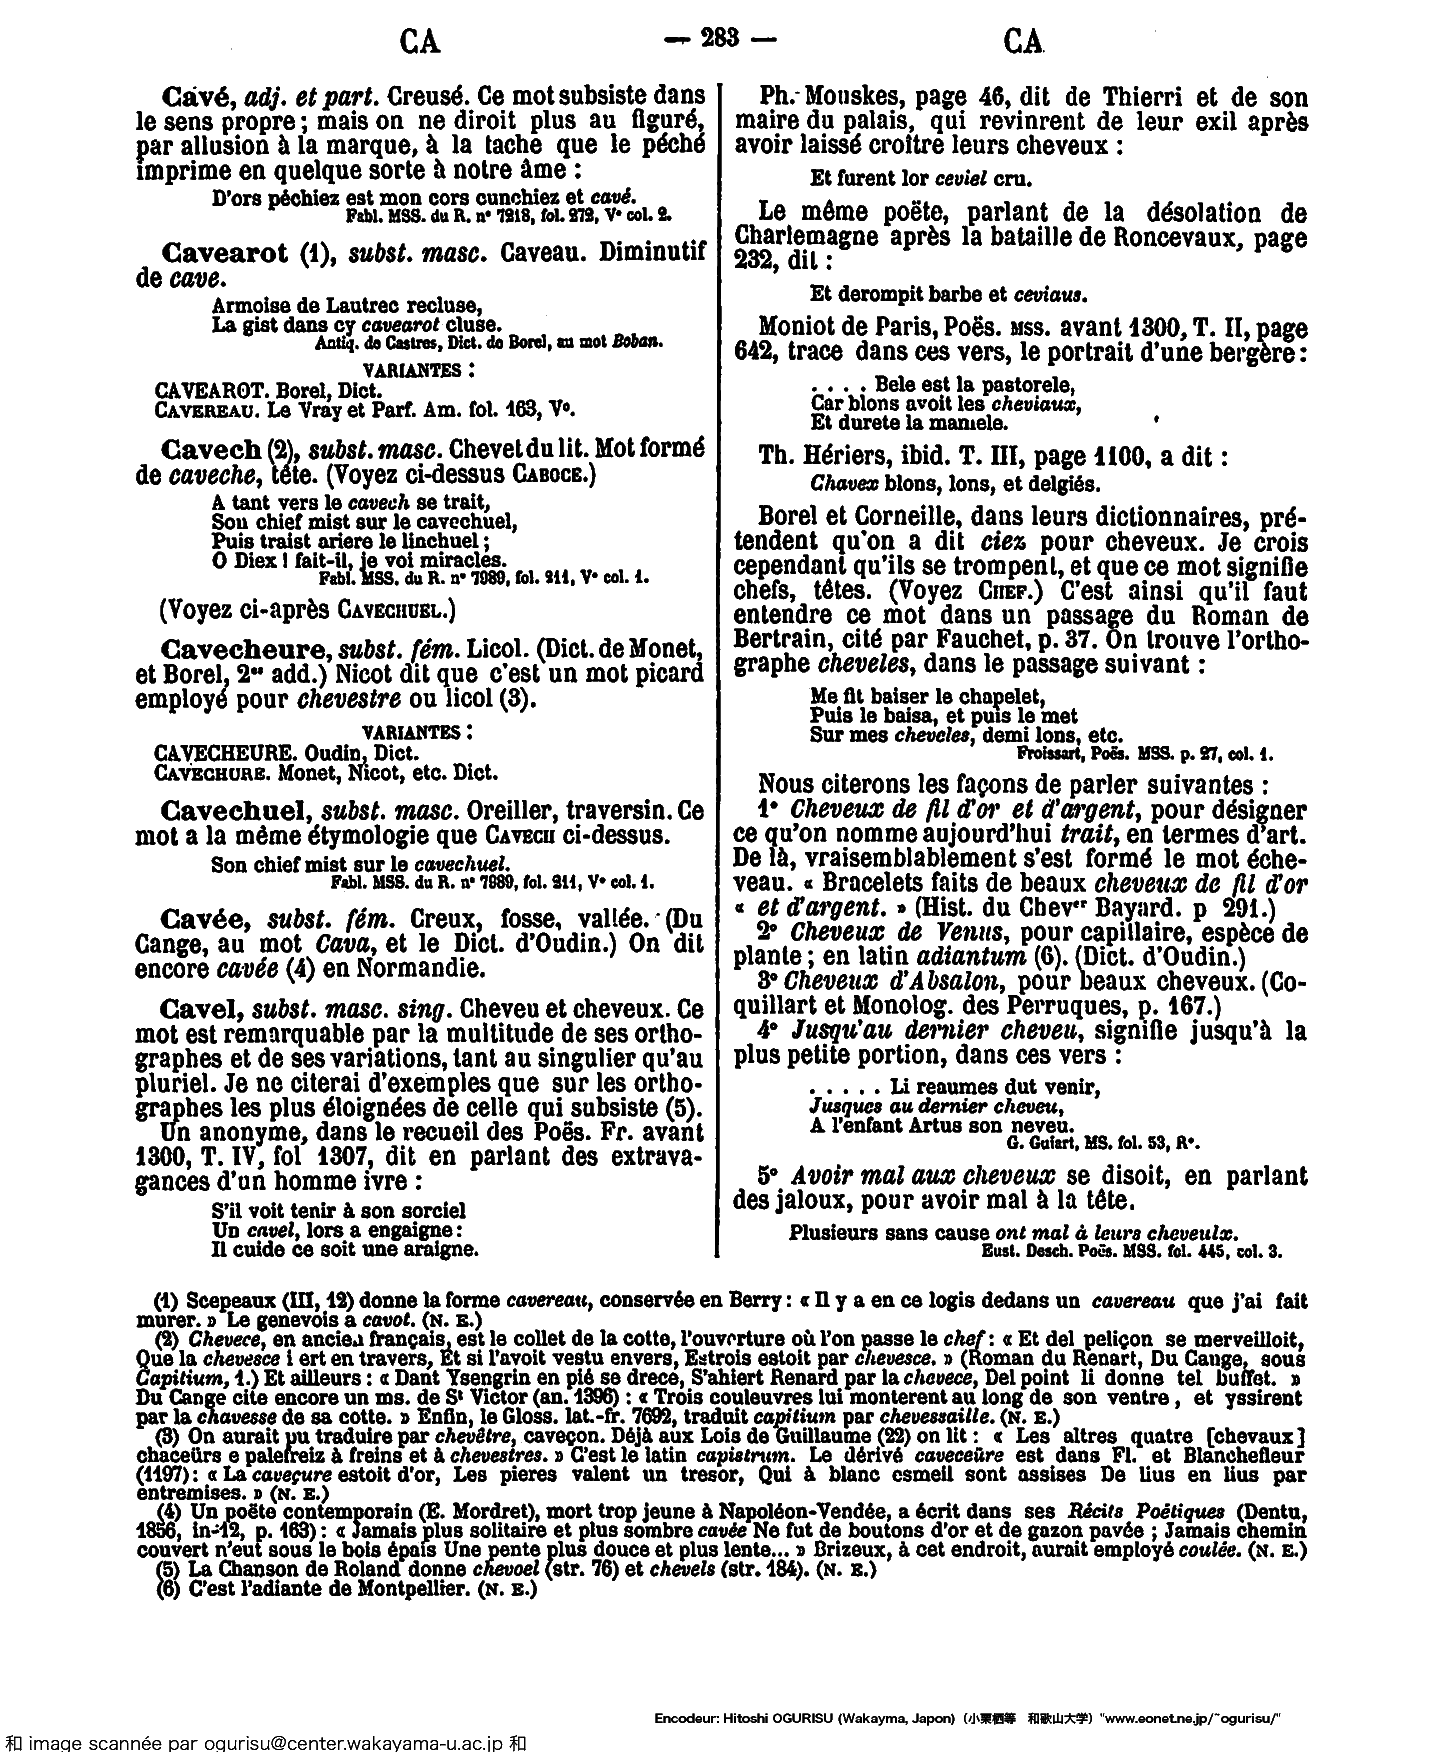 CA — 283 — CA
Cavé, adj. et part. Creusé. Ce mot subsiste dans
le sens propre ; mais on ne diroit plus au figuré,
par allusion à la marque, à la tache que le péché
imprime en quelque sorte à notre âme :
D'ors péchiez est mon cors cunchiez et cavé.
Fabl. MSS. du R. n° 7218, fol. 272, V° col. 2.
Cavearot (1), subst. masc. Caveau. Diminutif
de cave.
Armoise de Lautrec recluse,
La gist dans cy cavearot cluse.
Antiq. de Castres, Dict. de Borel, au mot Boban.
VARIANTES :
CAVEAROT. Borel, Dict.
CAVEREAU. Le Vray et Parf. Am. fol. 163, V°.
Cavech (2), subst. masc. Chevet du lit. Mot formé
de caveche, tête. (Voyez ci-dessus CABOCE.)
A tant vers le cavech se trait,
Son chief mist sur le cavechuel,
Puis traist ariere le linchuel ;
O Diex ! fait-il, je voi miracles.
Fabl. MSS. du R. n° 7989, fol. 211, V° col. 1.
(Voyez ci-après CAVECHUEL.)
Cavecheure, subst. fém. Licol. (Dict. de Monet,
et Borel, 2es add.) Nicot dit que c'est un mot picard
employé pour chevestre ou licol (3).
VARIANTES :
CAVECHEURE. Oudin, Dict.
CAVECHURE. Monet, Nicot, etc. Dict.
Cavechuel, subst. masc. Oreiller, traversin. Ce
mot a la même étymologie que CAVECH ci-dessus.
Son chief mist sur le cavechuel.
Fabl. MSS. du R. n° 7989, fol. 211, V° col. 1.
Cavée, subst. fém. Creux, fosse, vallée. (Du
Cange, au mot Cava, et le Dict. d'Oudin.) On dit
encore cavée (4) en Normandie.
Cavel, subst. masc. sing. Cheveu et cheveux. Ce
mot est remarquable par la multitude de ses ortho-
graphes et de ses variations, tant au singulier qu'au
pluriel. Je ne citerai d'exemples que sur les ortho-
graphes les plus éloignées de celle qui subsiste (5).
Un anonyme, dans le recueil des Poës. Fr. avant
1300, T. IV, fol 1307, dit en parlant des extrava-
gances d'un homme ivre :
S'il voit tenir à son sorciel
Un cavel, lors a engaigne :
Il cuide ce soit une araigne.
Ph. Mouskes, page 46, dit de Thierri et de son
maire du palais, qui revinrent de leur exil après
avoir laissé croître leurs cheveux :
Et furent lor ceviel cru.
Le même poëte, parlant de la désolation de
Charlemagne après la bataille de Roncevaux, page
232, dit :
Et derompit barbe et ceviaus.
Moniot de Paris, Poës. MSS. avant 1300, T. II, page
642, trace dans ces vers, le portrait d'une bergère :
. . . . Bele est la pastorele,
Car blons avoit les cheviaux,
Et durete la mamele.
Th. Hériers, ibid. T. III, page 1100, a dit :
Chavex blons, lons, et delgiés.
Borel et Corneille, dans leurs dictionnaires, pré-
tendent qu'on a dit ciez pour cheveux. Je crois
cependant qu'ils se trompent, et que ce mot signifie
chefs, têtes. (Voyez CHEF.) C'est ainsi qu'il faut
entendre ce mot dans un passage du Roman de
Bertrain, cité par Fauchet, p. 37. On trouve l'ortho-
graphe cheveles, dans le passage suivant :
Me fit baiser le chapelet,
Puis le baisa, et puis le met
Sur mes cheveles, demi lons, etc.
Froissart, Poës. MSS. p. 27, col. 1.
Nous citerons les façons de parler suivantes :
1° Cheveux de fil d'or et d'argent, pour désigner
ce qu'on nomme aujourd'hui trait, en termes d'art.
De là, vraisemblablement s'est formé le mot éche-
veau. « Bracelets faits de beaux cheveux de fil d'or
« et d'argent. » (Hist. du Chever Bayard. p 291.)
2° Cheveux de Venus, pour capillaire, espèce de
plante ; en latin adiantum (6). (Dict. d'Oudin.)
3° Cheveux d'Absalon, pour beaux cheveux. (Co-
quillart et Monolog. des Perruques, p. 167.)
4° Jusqu'au dernier cheveu, signifie jusqu'à la
plus petite portion, dans ces vers :
. . . . . Li reaumes dut venir,
Jusques au dernier cheveu,
A l'enfant Artus son neveu.
G. Guiart, MS. fol. 53, R°.
5° Avoir mal aux cheveux se disoit, en parlant
des jaloux, pour avoir mal à la tête.
Plusieurs sans cause ont mal à leurs cheveulx.
Eust. Desch. Poës. MSS. fol. 445, col. 3.
(1) Scepeaux (III, 12) donne la forme cavereau, conservée en Berry : « Il y a en ce logis dedans un cavereau que j'ai fait
murer. » Le genevois a cavot. (N. E.)
(2) Chevece, en ancien français, est le collet de la cotte, l'ouverture où l'on passe le chef : « Et del peliçon se merveilloit,
Que la chevesce i ert en travers, Et si l'avoit vestu envers, Estrois estoit par chevesce. » (Roman du Renart, Du Cange, sous
Capitium, 1.) Et ailleurs : « Dant Ysengrin en pié se drece, S'ahiert Renard par la chevece, Del point li donne tel buffet. »
Du Cange cite encore un ms. de St Victor (an. 1396) : « Trois couleuvres lui monterent au long de son ventre, et yssirent
par la chavesse de sa cotte. » Enfin, le Gloss. lat.-fr. 7692, traduit capitium par chevessaille. (N. E.)
(3) On aurait pu traduire par chevêtre, caveçon. Déjà aux Lois de Guillaume (22) on lit : « Les altres quatre [chevaux]
chaceürs e palefreiz à freins et à chevestres. » C'est le latin capistrum. Le dérivé caveceüre est dans Fl. et Blanchefleur
(1197) : « La caveçure estoit d'or, Les pieres valent un tresor, Qui à blanc esmeil sont assises De lius en lius par
entremises. » (N. E.)
(4) Un poëte contemporain (E. Mordret), mort trop jeune à Napoléon-Vendée, a écrit dans ses Récits Poëtiques (Dentu,
1856, in-12, p. 163) : « Jamais plus solitaire et plus sombre cavée Ne fut de boutons d'or et de gazon pavée ; Jamais chemin
couvert n'eut sous le bois épais Une pente plus douce et plus lente... » Brizeux, à cet endroit, aurait employé coulée. (N. E.)
(5) La Chanson de Roland donne chevoel (str. 76) et chevels (str. 184). (N. E.)
(6) C'est l'adiante de Montpellier. (N. E.)
Encodeur: Hitoshi OGURISU (Wakayma, Japon) (小栗栖等 和歌山大学) "www.eonet.ne.jp/~ogurisu/"
和 image scannée par ogurisu@center.wakayama-u.ac.jp 和